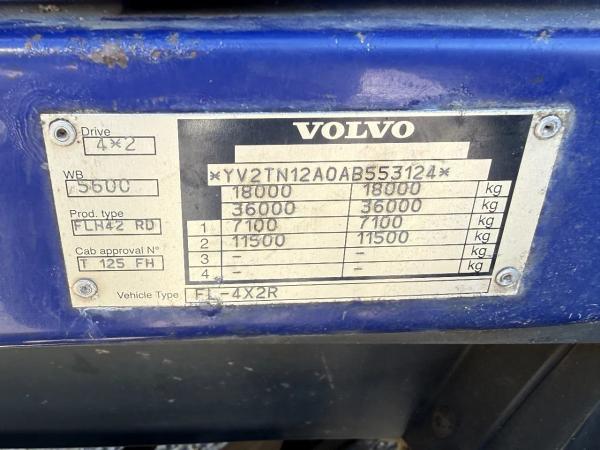 VOLVO
Drive
4*2
WB
5600
Prod. type
FLH42 RD
Cab approval Nº
T 125 FH
*YV2TN12A0AB553124*
18000 18000 kg
36000 36000 kg
1 7100 7100 kg
2 11500 11500 kg
3 - - kg
4 - - kg
Vehicle Type FL-4X2R